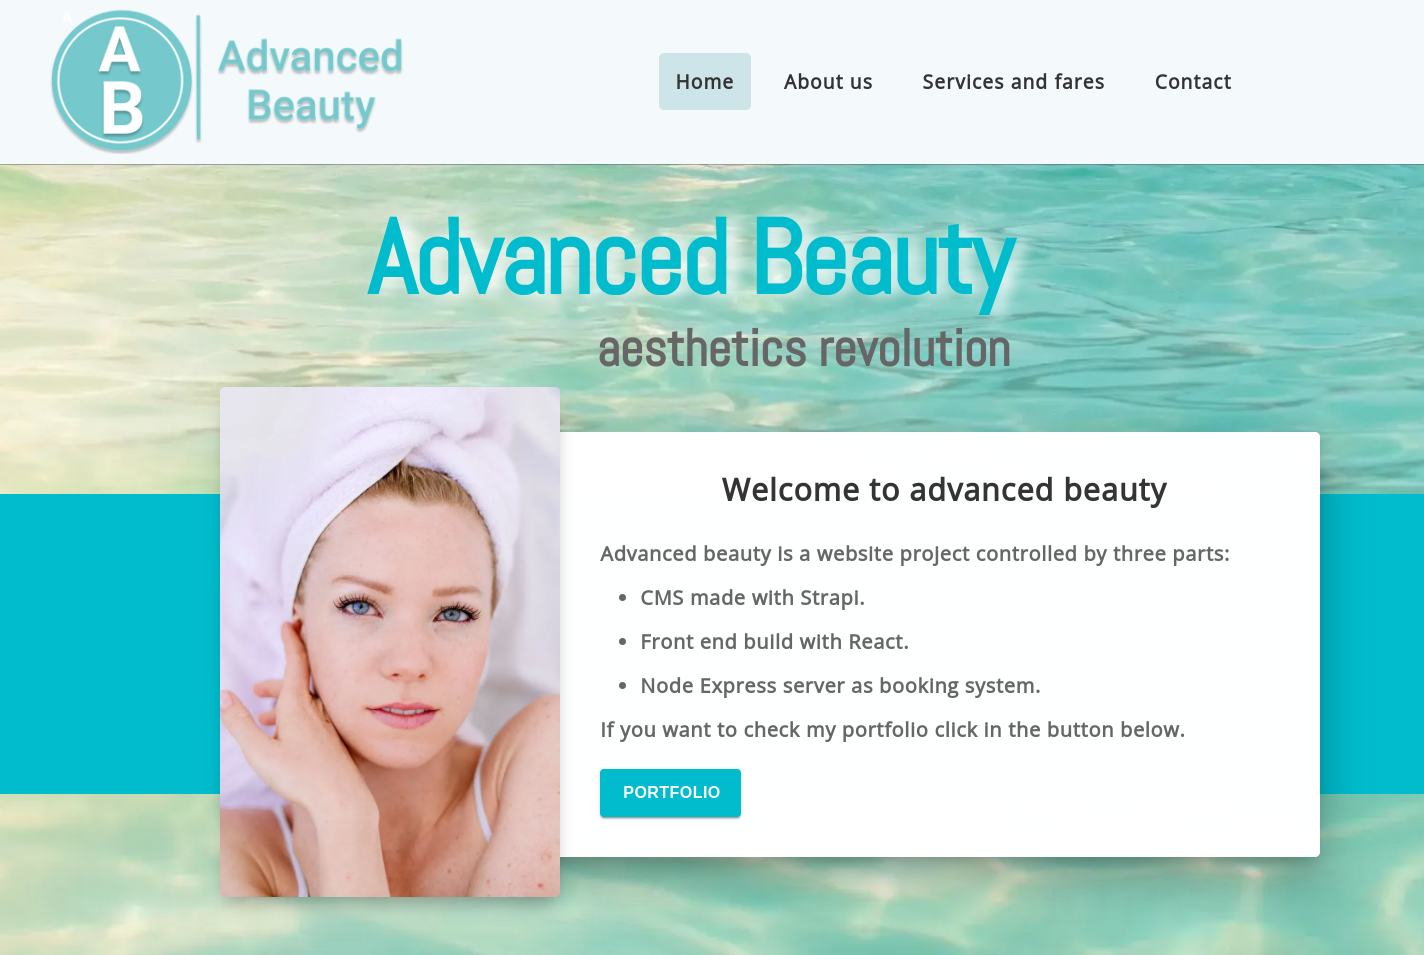 A
B
Advanced
Beauty
Home
About us
Services and fares
Contact
Advanced Beauty
aesthetics revolution
Welcome to advanced beauty
Advanced beauty is a website project controlled by three parts:
• CMS made with Strapi.
• Front end build with React.
• Node Express server as booking system.
If you want to check my portfolio click in the button below.
PORTFOLIO